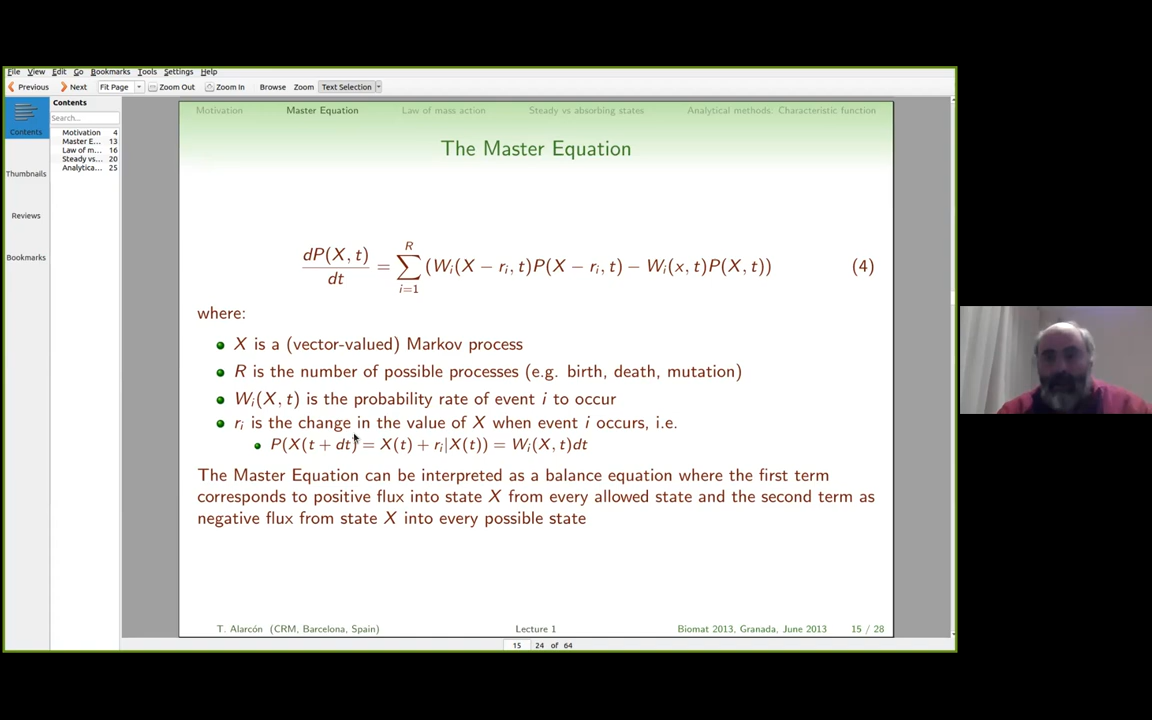 File View Edit Go Bookmarks Tools Settings Help
Previous Next Fit Page Zoom Out Zoom In Browse Zoom Text Selection
Contents
Search...
Motivation 4
Master E... 13
Law of m... 16
Steady vs... 20
Analytica... 25
Contents
Thumbnails
Reviews
Bookmarks
Motivation Master Equation Law of mass action Steady vs absorbing states Analytical methods. Characteristic function
The Master Equation
dP(X, t)/dt = ∑_{i=1}^{R} (W_i(X − r_i, t)P(X − r_i, t) − W_i(x, t)P(X, t)) (4)
where:
X is a (vector-valued) Markov process
R is the number of possible processes (e.g. birth, death, mutation)
W_i(X, t) is the probability rate of event i to occur
r_i is the change in the value of X when event i occurs, i.e.
P(X(t + dt) = X(t) + r_i|X(t)) = W_i(X, t)dt
The Master Equation can be interpreted as a balance equation where the first term
corresponds to positive flux into state X from every allowed state and the second term as
negative flux from state X into every possible state
T. Alarcón (CRM, Barcelona, Spain) Lecture 1 Biomat 2013, Granada, June 2013 15 / 28
15 24 of 64